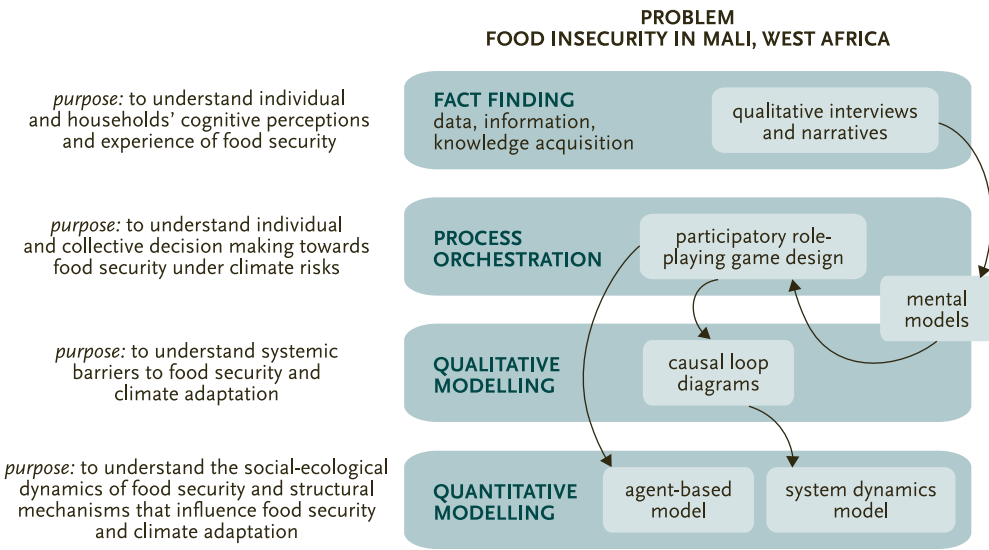 PROBLEM
FOOD INSECURITY IN MALI, WEST AFRICA
purpose: to understand individual
and households' cognitive perceptions
and experience of food security
FACT FINDING
data, information,
knowledge acquisition
qualitative interviews
and narratives
purpose: to understand individual
and collective decision making towards
food security under climate risks
PROCESS
ORCHESTRATION
participatory role-
playing game design
mental
models
purpose: to understand systemic
barriers to food security and
climate adaptation
QUALITATIVE
MODELLING
causal loop
diagrams
purpose: to understand the social-ecological
dynamics of food security and structural
mechanisms that influence food security
and climate adaptation
QUANTITATIVE
MODELLING
agent-based
model
system dynamics
model